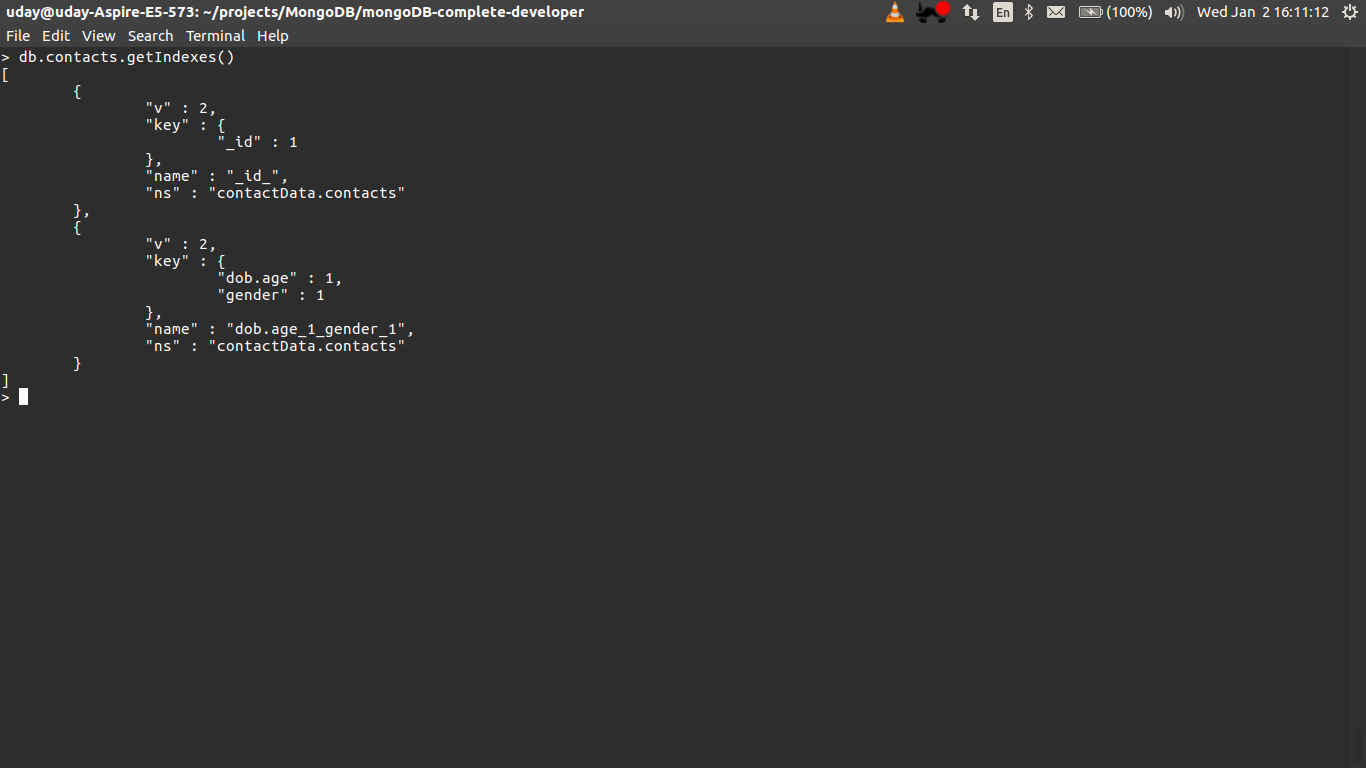 uday@uday-Aspire-E5-573: ~/projects/MongoDB/mongoDB-complete-developer En (100%) Wed Jan 2 16:11:12
File Edit View Search Terminal Help
> db.contacts.getIndexes()
[
        {
                "v" : 2,
                "key" : {
                        "_id" : 1
                },
                "name" : "_id_",
                "ns" : "contactData.contacts"
        },
        {
                "v" : 2,
                "key" : {
                        "dob.age" : 1,
                        "gender" : 1
                },
                "name" : "dob.age_1_gender_1",
                "ns" : "contactData.contacts"
        }
]
>